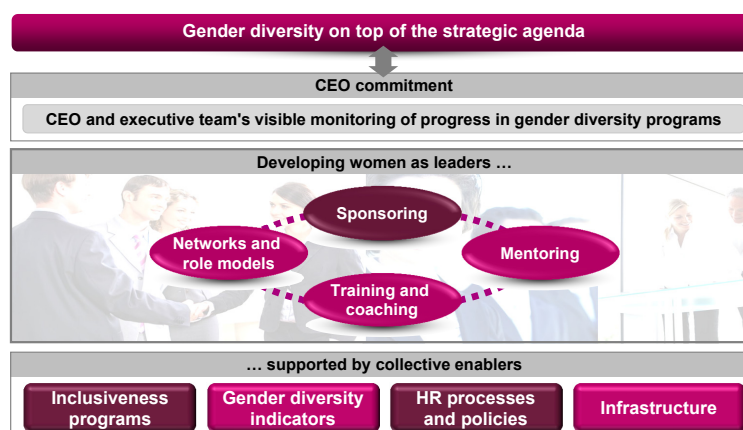 Gender diversity on top of the strategic agenda
CEO commitment
CEO and executive team's visible monitoring of progress in gender diversity programs
Developing women as leaders …
Sponsoring
Networks and
role models
Mentoring
Training and
coaching
… supported by collective enablers
Inclusiveness
programs
Gender diversity
indicators
HR processes
and policies
Infrastructure